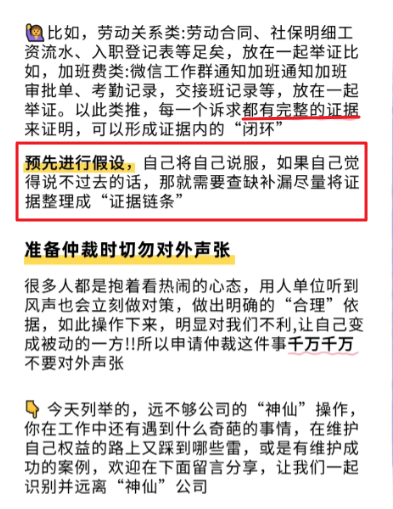 🙋比如，劳动关系类:劳动合同、社保明细工
资流水、入职登记表等足矣，放在一起举证比
如，加班费类:微信工作群通知加班通知加班
审批单、考勤记录，交接班记录等，放在一起
举证。以此类推，每一个诉求都有完整的证据
来证明，可以形成证据内的“闭环”
预先进行假设，自己将自己说服，如果自己觉
得说不过去的话，那就需要查缺补漏尽量将证
据整理成“证据链条”
准备仲裁时切勿对外声张
很多人都是抱着看热闹的心态，用人单位听到
风声也会立刻做对策，做出明确的“合理”依
据，如此操作下来，明显对我们不利,让自己变
成被动的一方!!所以申请仲裁这件事千万千万
不要对外声张
👇今天列举的，远不够公司的“神仙”操作，
你在工作中还有遇到什么奇葩的事情，在维护
自己权益的路上又踩到哪些雷，或是有维护成
功的案例，欢迎在下面留言分享，让我们一起
识别并远离“神仙”公司